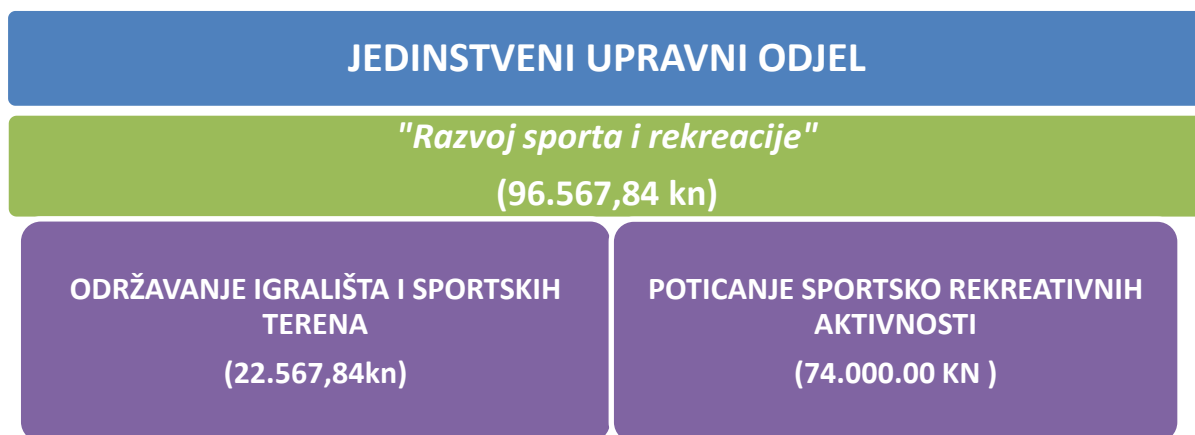 JEDINSTVENI UPRAVNI ODJEL
"Razvoj sporta i rekreacije"
(96.567,84 kn)
ODRŽAVANJE IGRALIŠTA I SPORTSKIH
TERENA
(22.567,84kn)
POTICANJE SPORTSKO REKREATIVNIH
AKTIVNOSTI
(74.000.00 KN )